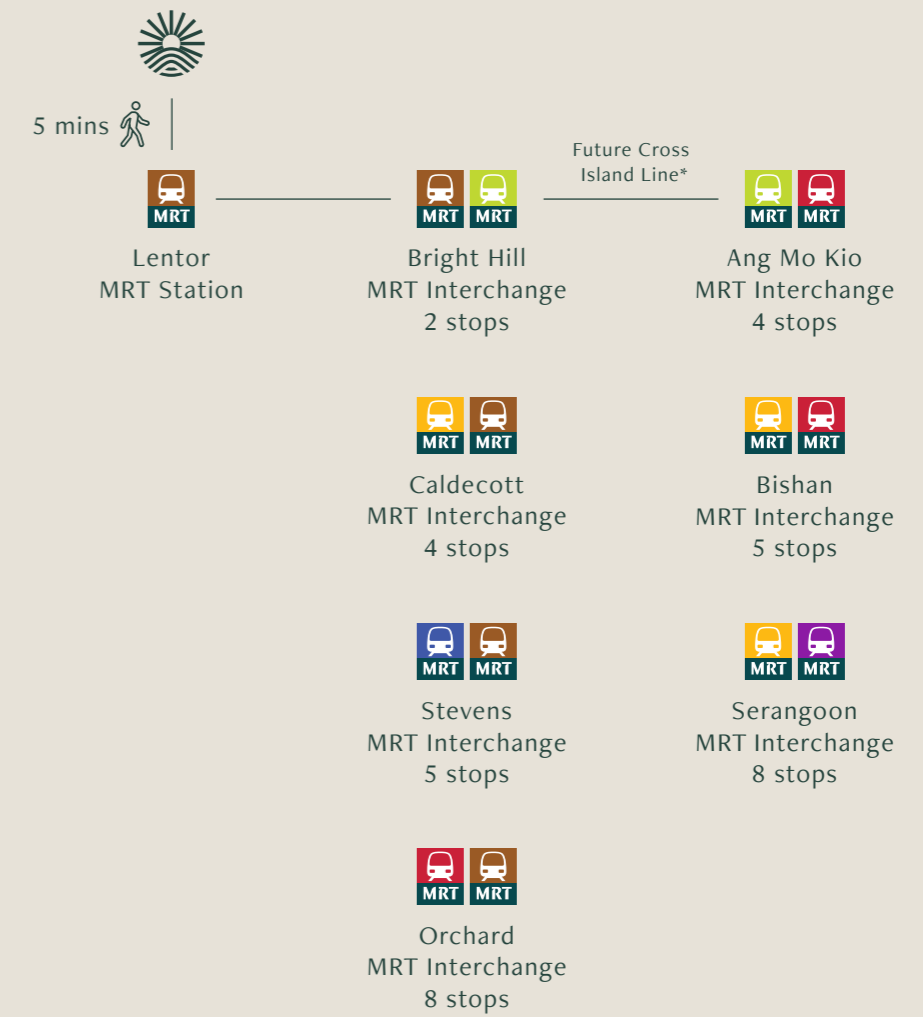 5 mins
Future Cross
Island Line*
MRT
MRT MRT
MRT MRT
Lentor
MRT Station
Bright Hill
MRT Interchange
2 stops
Ang Mo Kio
MRT Interchange
4 stops
MRT MRT
MRT MRT
Caldecott
MRT Interchange
4 stops
Bishan
MRT Interchange
5 stops
MRT MRT
MRT MRT
Stevens
MRT Interchange
5 stops
Serangoon
MRT Interchange
8 stops
MRT MRT
Orchard
MRT Interchange
8 stops